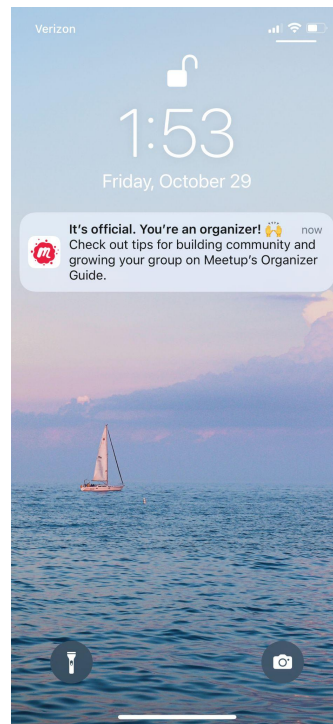 Verizon
1:53
Friday, October 29
It's official. You're an organizer! 🙌 now
Check out tips for building community and
growing your group on Meetup's Organizer
Guide.
m